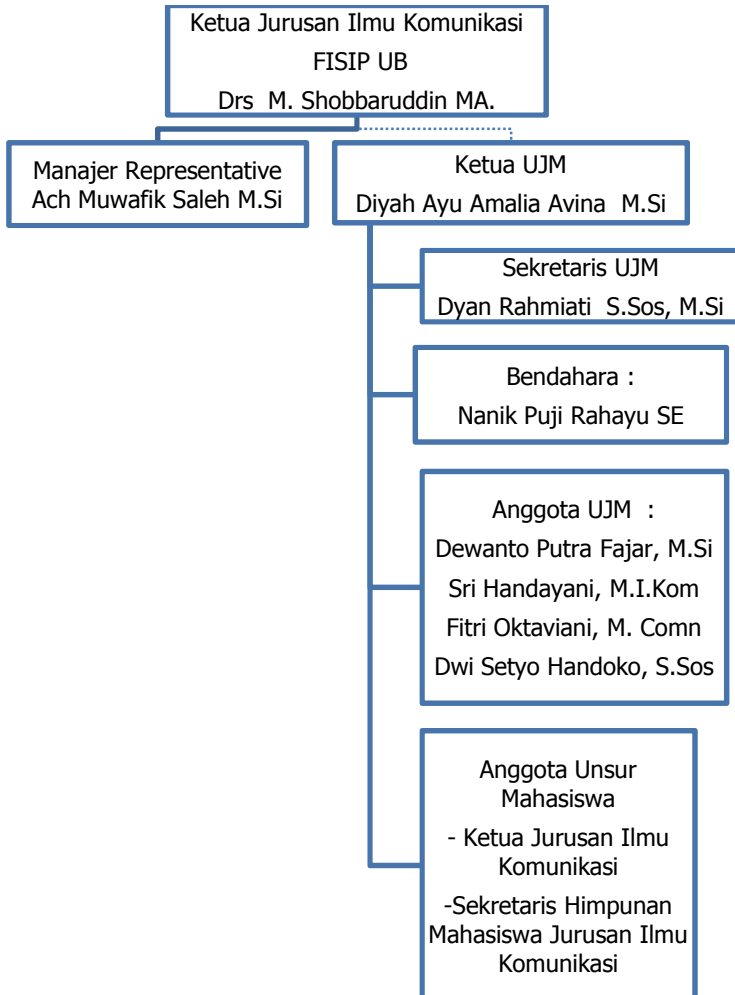 Ketua Jurusan Ilmu Komunikasi
FISIP UB
Drs M. Shobbaruddin MA.
Manajer Representative
Ach Muwafik Saleh M.Si
Ketua UJM
Diyah Ayu Amalia Avina M.Si
Sekretaris UJM
Dyan Rahmiati S.Sos, M.Si
Bendahara :
Nanik Puji Rahayu SE
Anggota UJM :
Dewanto Putra Fajar, M.Si
Sri Handayani, M.I.Kom
Fitri Oktaviani, M. Comn
Dwi Setyo Handoko, S.Sos
Anggota Unsur
Mahasiswa
- Ketua Jurusan Ilmu
Komunikasi
-Sekretaris Himpunan
Mahasiswa Jurusan Ilmu
Komunikasi